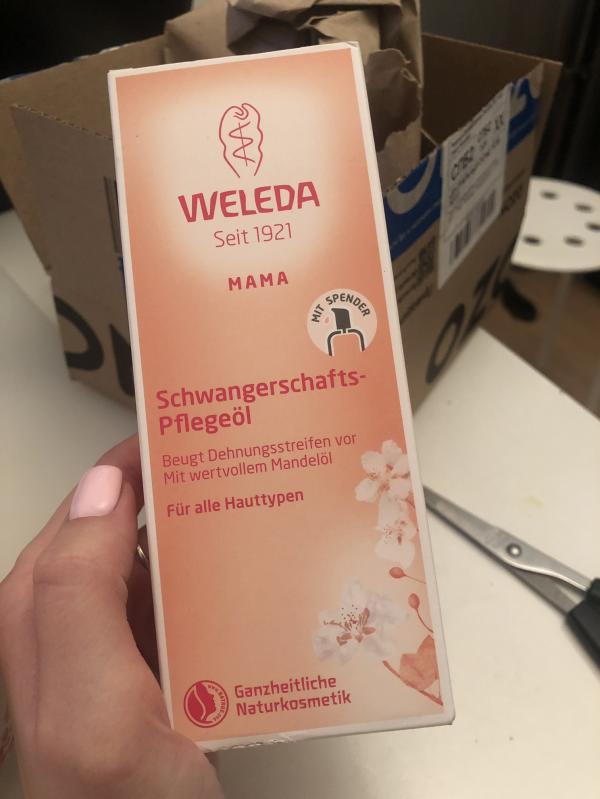 WELEDA
Seit 1921
MAMA
MIT SPENDER
Schwangerschafts-
Pflegeöl
Beugt Dehnungsstreifen vor
Mit wertvollem Mandelöl
Für alle Hauttypen
Ganzheitliche
Naturkosmetik